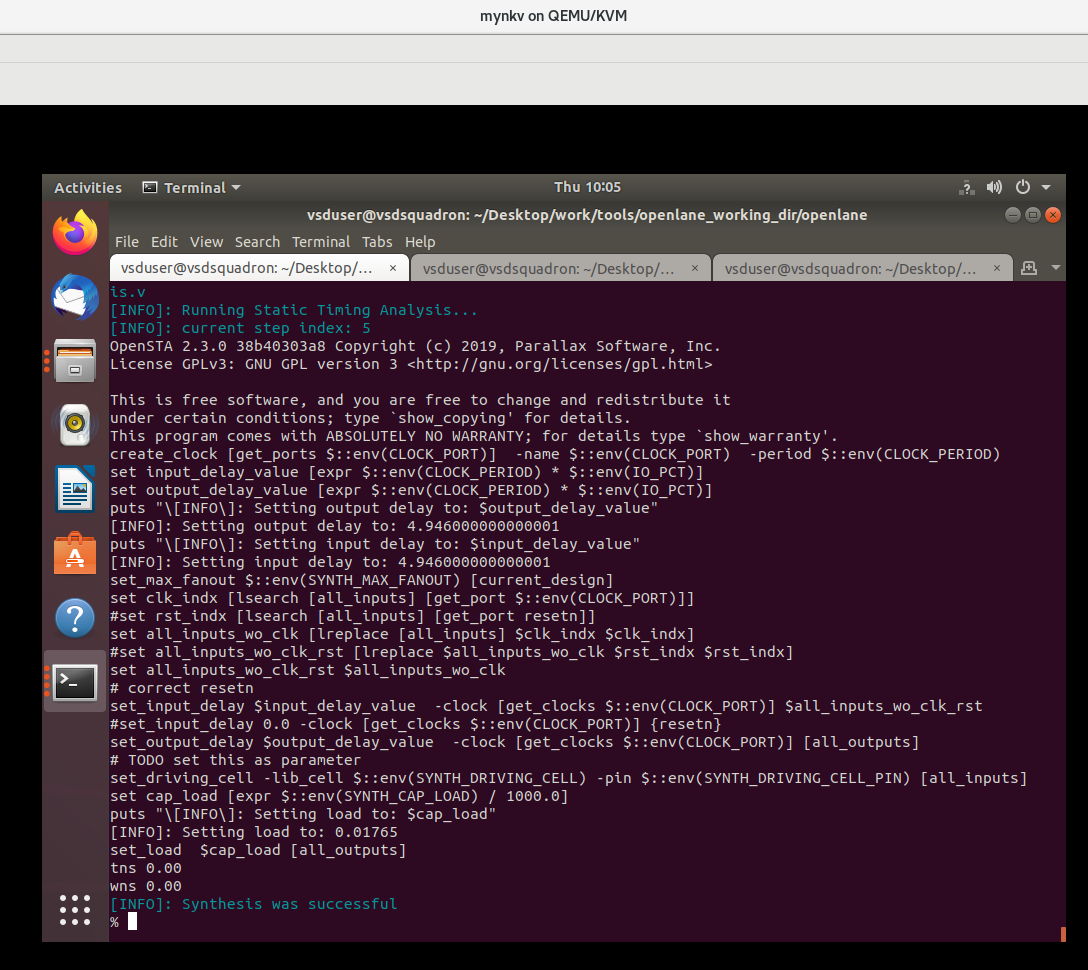 mynkv on QEMU/KVM
Activities
Terminal
Thu 10:05
?
vsduser@vsdsquadron: ~/Desktop/work/tools/openlane_working_dir/openlane
File Edit View Search Terminal Tabs Help
vsduser@vsdsquadron: ~/Desktop/... ×
vsduser@vsdsquadron: ~/Desktop/... ×
vsduser@vsdsquadron: ~/Desktop/... ×
is.v
[INFO]: Running Static Timing Analysis...
[INFO]: current step index: 5
OpenSTA 2.3.0 38b40303a8 Copyright (c) 2019, Parallax Software, Inc.
License GPLv3: GNU GPL version 3 <http://gnu.org/licenses/gpl.html>
This is free software, and you are free to change and redistribute it
under certain conditions; type `show_copying' for details.
This program comes with ABSOLUTELY NO WARRANTY; for details type `show_warranty'.
create_clock [get_ports $::env(CLOCK_PORT)]  -name $::env(CLOCK_PORT)  -period $::env(CLOCK_PERIOD)
set input_delay_value [expr $::env(CLOCK_PERIOD) * $::env(IO_PCT)]
set output_delay_value [expr $::env(CLOCK_PERIOD) * $::env(IO_PCT)]
puts "\[INFO\]: Setting output delay to: $output_delay_value"
[INFO]: Setting output delay to: 4.946000000000001
puts "\[INFO\]: Setting input delay to: $input_delay_value"
[INFO]: Setting input delay to: 4.946000000000001
set_max_fanout $::env(SYNTH_MAX_FANOUT) [current_design]
set clk_indx [lsearch [all_inputs] [get_port $::env(CLOCK_PORT)]]
#set rst_indx [lsearch [all_inputs] [get_port resetn]]
set all_inputs_wo_clk [lreplace [all_inputs] $clk_indx $clk_indx]
#set all_inputs_wo_clk_rst [lreplace $all_inputs_wo_clk $rst_indx $rst_indx]
set all_inputs_wo_clk_rst $all_inputs_wo_clk
# correct resetn
set_input_delay $input_delay_value  -clock [get_clocks $::env(CLOCK_PORT)] $all_inputs_wo_clk_rst
#set_input_delay 0.0 -clock [get_clocks $::env(CLOCK_PORT)] {resetn}
set_output_delay $output_delay_value  -clock [get_clocks $::env(CLOCK_PORT)] [all_outputs]
# TODO set this as parameter
set_driving_cell -lib_cell $::env(SYNTH_DRIVING_CELL) -pin $::env(SYNTH_DRIVING_CELL_PIN) [all_inputs]
set cap_load [expr $::env(SYNTH_CAP_LOAD) / 1000.0]
puts "\[INFO\]: Setting load to: $cap_load"
[INFO]: Setting load to: 0.01765
set_load  $cap_load [all_outputs]
tns 0.00
wns 0.00
[INFO]: Synthesis was successful
%